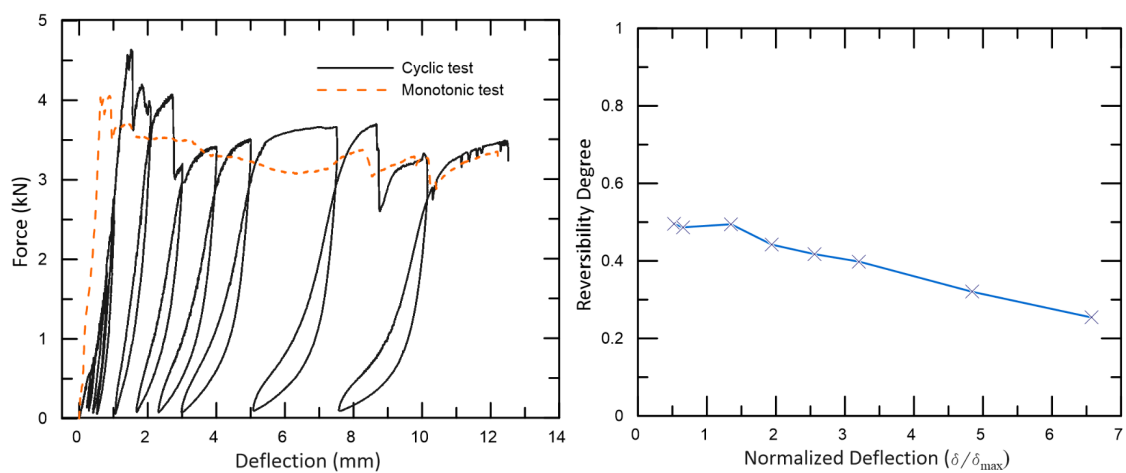 5
4
3
2
1
0
Force (kN)
Cyclic test
Monotonic test
0 2 4 6 8 10 12 14
Deflection (mm)
1
0.8
0.6
0.4
0.2
0
Reversibility Degree
0 1 2 3 4 5 6 7
Normalized Deflection (δ/δmax)